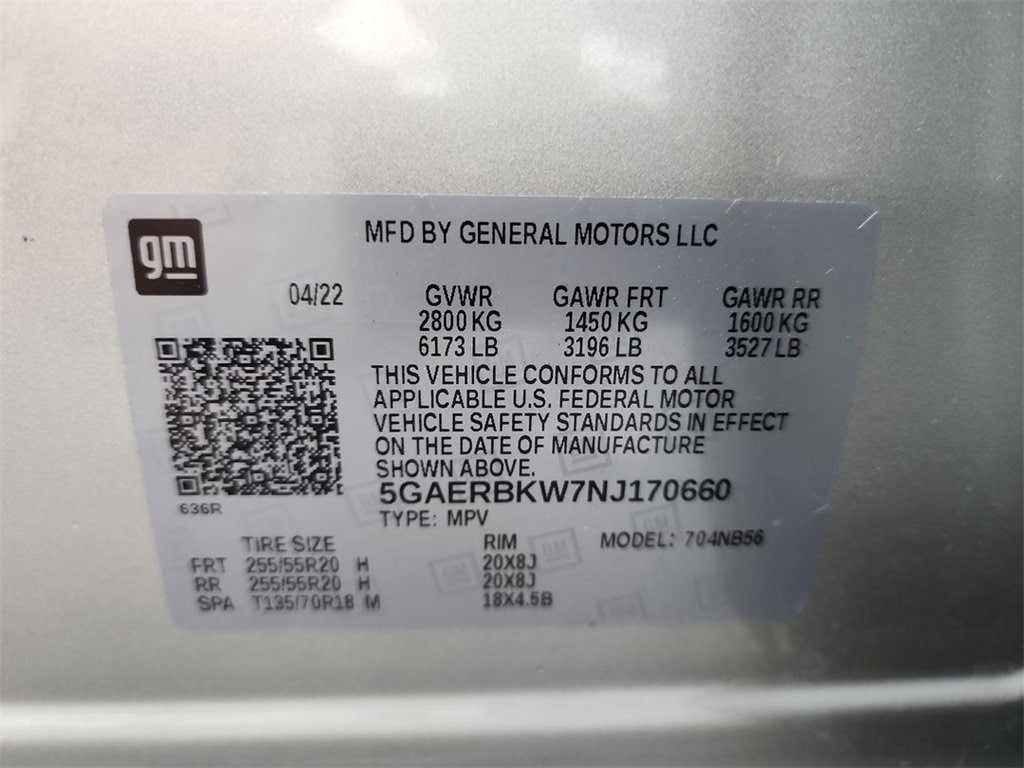 gm
MFD BY GENERAL MOTORS LLC
04/22 GVWR GAWR FRT GAWR RR
2800 KG 1450 KG 1600 KG
6173 LB 3196 LB 3527 LB
THIS VEHICLE CONFORMS TO ALL
APPLICABLE U.S. FEDERAL MOTOR
VEHICLE SAFETY STANDARDS IN EFFECT
ON THE DATE OF MANUFACTURE
SHOWN ABOVE.
5GAERBKW7NJ170660
636R
TYPE: MPV
TIRE SIZE RIM MODEL: 704NB56
FRT 255/55R20 H 20X8J
RR 255/55R20 H 20X8J
SPA T135/70R18 M 18X4.5B